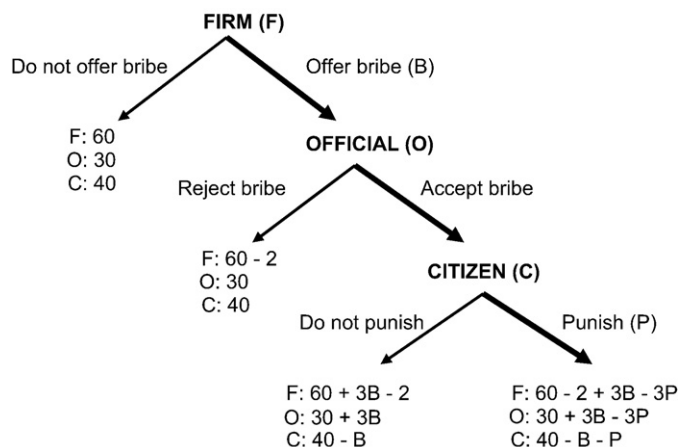 FIRM (F)
Do not offer bribe
Offer bribe (B)
F: 60
O: 30
C: 40
OFFICIAL (O)
Reject bribe
Accept bribe
F: 60 - 2
O: 30
C: 40
CITIZEN (C)
Do not punish
Punish (P)
F: 60 + 3B - 2
O: 30 + 3B
C: 40 - B
F: 60 - 2 + 3B - 3P
O: 30 + 3B - 3P
C: 40 - B - P